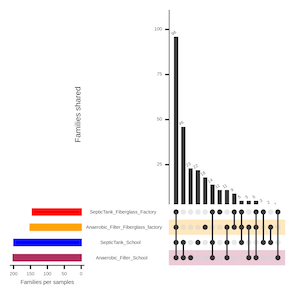 100
75
50
25
Families shared
SepticTank_Fiberglass_Factory
Anaerobic_Filter_Fiberglass_factory
SepticTank_School
Anaerobic_Filter_School
200 150 100 50 0
Families per samples